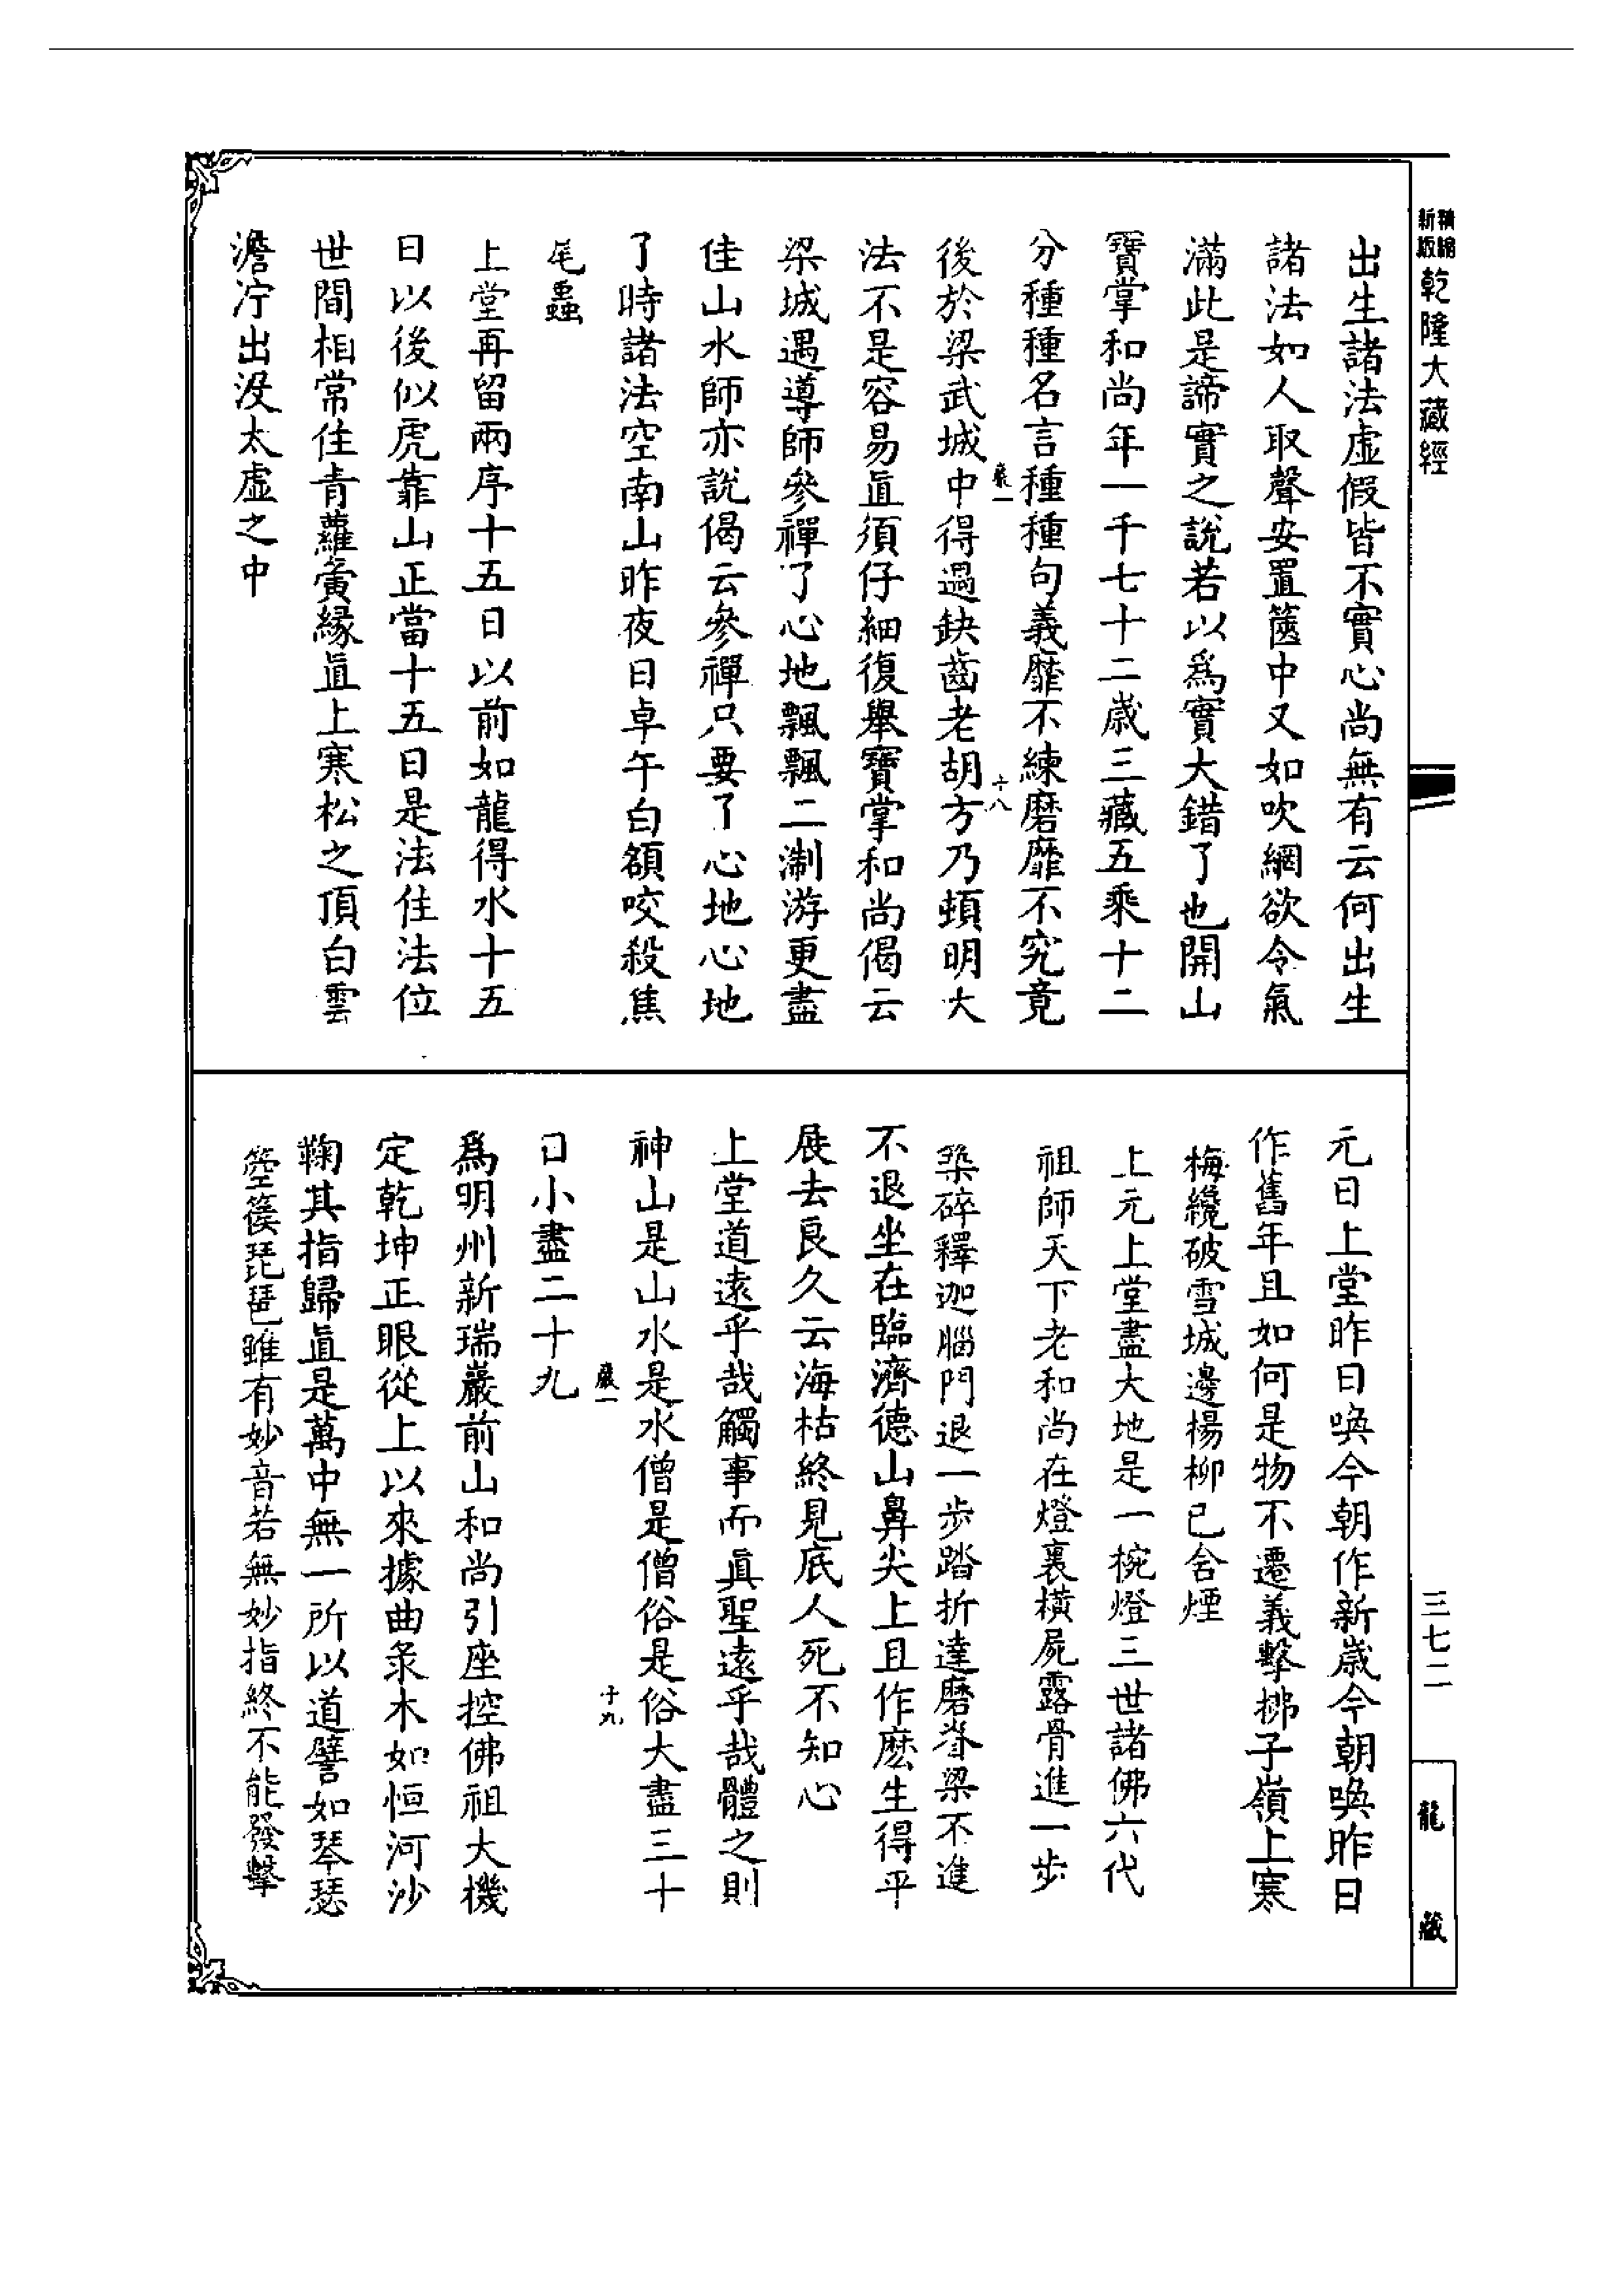 精縮新版乾隆大藏經
出生諸法虛假皆不實心尚無有云何出生
諸法如人取聲安置篋中又如吹網欲令氣
滿此是諦實之說若以爲實大錯了也開山
寶掌和尚年一千七十二歲三藏五乘十二
分種種名言種種句義靡不練磨靡不究竟
巖一 十八
後於梁武城中得遇缺齒老胡方乃頓明大
法不是容易眞須仔細復舉寶掌和尚偈云
梁城遇導師參禪了心地飄飄二淛游更盡
佳山水師亦說偈云參禪只要了心地心地
了時諸法空南山昨夜日卓午白額咬殺焦
尾蟲
上堂再留兩序十五日以前如龍得水十五
日以後似虎靠山正當十五日是法住法位
世間相常住青蘿夤緣直上寒松之頂白雲
澹泞出沒太虛之中
元日上堂昨日喚今朝作新歲今朝喚昨日
作舊年且如何是物不遷義擊拂子嶺上寒
梅纔破雪城邊楊柳已含煙
上元上堂盡大地是一椀燈三世諸佛六代
祖師天下老和尚在燈裏橫屍露骨進一步
築碎釋迦腦門退一步踏折達磨脊梁不進
不退坐在臨濟德山鼻尖上且作麽生得平
展去良久云海枯終見底人死不知心
上堂道遠乎哉觸事而眞聖遠乎哉體之則
神山是山水是水僧是僧俗是俗大盡三十
巖一 十九
日小盡二十九
爲明州新瑞巖前山和尚引座控佛祖大機
定乾坤正眼從上以來據曲彔木如恒河沙
鞠其指歸眞是萬中無一所以道譬如琴瑟
箜篌琵琶雖有妙音若無妙指終不能發擊
三七二
龍藏